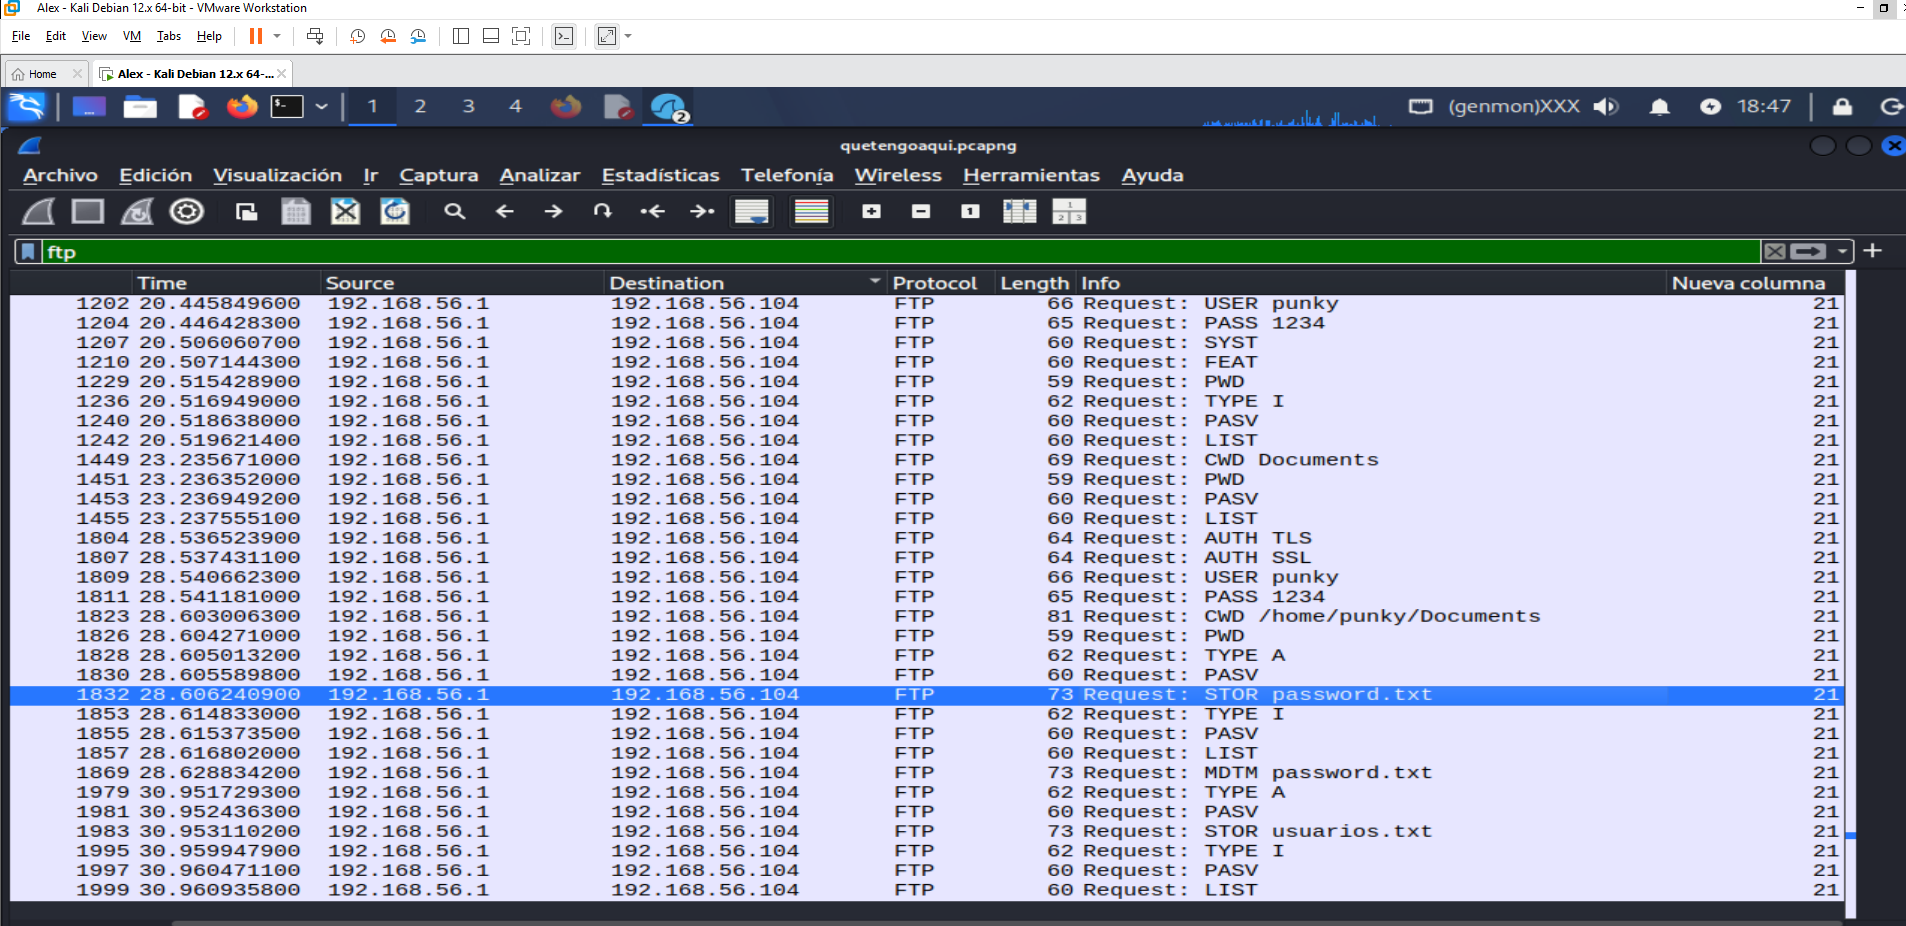 Alex - Kali Debian 12.x 64-bit - VMware Workstation
File Edit View VM Tabs Help
Home Alex - Kali Debian 12.x 64-...
$- 1 2 3 4 2 (genmon)XXX 18:47
quetengoaqui.pcapng
Archivo Edición Visualización Ir Captura Analizar Estadísticas Telefonía Wireless Herramientas Ayuda
ftp
Time Source Destination Protocol Length Info Nueva columna
1202 20.445849600 192.168.56.1 192.168.56.104 FTP 66 Request: USER punky 21
1204 20.446428300 192.168.56.1 192.168.56.104 FTP 65 Request: PASS 1234 21
1207 20.506060700 192.168.56.1 192.168.56.104 FTP 60 Request: SYST 21
1210 20.507144300 192.168.56.1 192.168.56.104 FTP 60 Request: FEAT 21
1229 20.515428900 192.168.56.1 192.168.56.104 FTP 59 Request: PWD 21
1236 20.516949000 192.168.56.1 192.168.56.104 FTP 62 Request: TYPE I 21
1240 20.518638000 192.168.56.1 192.168.56.104 FTP 60 Request: PASV 21
1242 20.519621400 192.168.56.1 192.168.56.104 FTP 60 Request: LIST 21
1449 23.235671000 192.168.56.1 192.168.56.104 FTP 69 Request: CWD Documents 21
1451 23.236352000 192.168.56.1 192.168.56.104 FTP 59 Request: PWD 21
1453 23.236949200 192.168.56.1 192.168.56.104 FTP 60 Request: PASV 21
1455 23.237555100 192.168.56.1 192.168.56.104 FTP 60 Request: LIST 21
1804 28.536523900 192.168.56.1 192.168.56.104 FTP 64 Request: AUTH TLS 21
1807 28.537431100 192.168.56.1 192.168.56.104 FTP 64 Request: AUTH SSL 21
1809 28.540662300 192.168.56.1 192.168.56.104 FTP 66 Request: USER punky 21
1811 28.541181000 192.168.56.1 192.168.56.104 FTP 65 Request: PASS 1234 21
1823 28.603006300 192.168.56.1 192.168.56.104 FTP 81 Request: CWD /home/punky/Documents 21
1826 28.604271000 192.168.56.1 192.168.56.104 FTP 59 Request: PWD 21
1828 28.605013200 192.168.56.1 192.168.56.104 FTP 62 Request: TYPE A 21
1830 28.605589800 192.168.56.1 192.168.56.104 FTP 60 Request: PASV 21
1832 28.606240900 192.168.56.1 192.168.56.104 FTP 73 Request: STOR password.txt 21
1853 28.614833000 192.168.56.1 192.168.56.104 FTP 62 Request: TYPE I 21
1855 28.615373500 192.168.56.1 192.168.56.104 FTP 60 Request: PASV 21
1857 28.616802000 192.168.56.1 192.168.56.104 FTP 60 Request: LIST 21
1869 28.628834200 192.168.56.1 192.168.56.104 FTP 73 Request: MDTM password.txt 21
1979 30.951729300 192.168.56.1 192.168.56.104 FTP 62 Request: TYPE A 21
1981 30.952436300 192.168.56.1 192.168.56.104 FTP 60 Request: PASV 21
1983 30.953110200 192.168.56.1 192.168.56.104 FTP 73 Request: STOR usuarios.txt 21
1995 30.959947900 192.168.56.1 192.168.56.104 FTP 62 Request: TYPE I 21
1997 30.960471100 192.168.56.1 192.168.56.104 FTP 60 Request: PASV 21
1999 30.960935800 192.168.56.1 192.168.56.104 FTP 60 Request: LIST 21